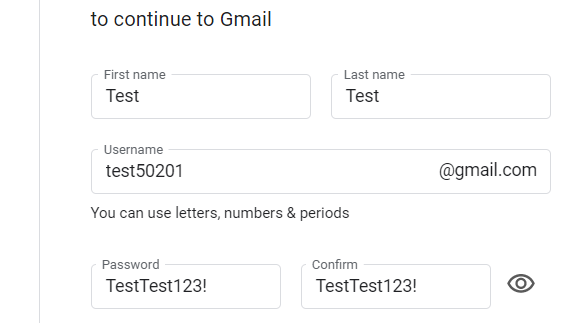 to continue to Gmail
First name
Last name
Test
Test
Username
test50201
@gmail.com
You can use letters, numbers & periods
Password
Confirm
TestTest123!
TestTest123!